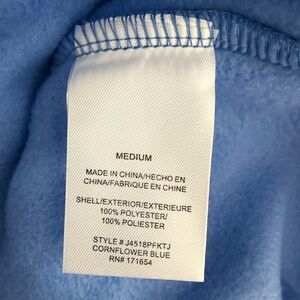 MEDIUM
MADE IN CHINA/HECHO EN
CHINA/FABRIQUE EN CHINE
SHELL/EXTERIOR/EXTERIEURE
100% POLYESTER/
100% POLIESTER
STYLE # J4518PFKTJ
CORNFLOWER BLUE
RN# 171654